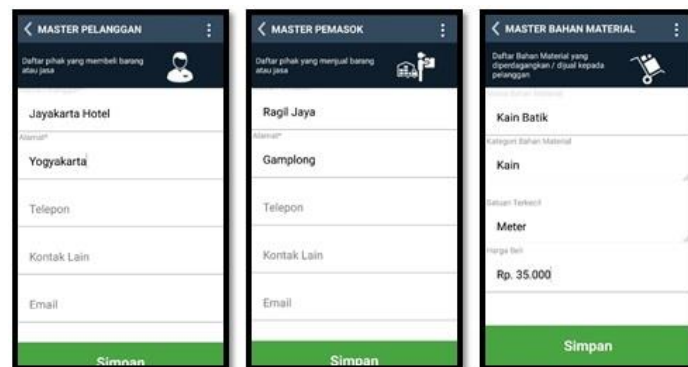 MASTER PELANGGAN
Daftar pihak yang membeli barang
atau jasa
Jayakarta Hotel
Alamat*
Yogyakarta
Telepon
Kontak Lain
Email
Simpan
MASTER PEMASOK
Daftar pihak yang menjual barang
atau jasa
Ragil Jaya
Alamat*
Gamplong
Telepon
Kontak Lain
Email
Simpan
MASTER BAHAN MATERIAL
Daftar Bahan Material yang
diperdagangkan / dijual kepada
pelanggan
Kain Batik
Kategori Bahan Material
Kain
Satuan Terkecil
Meter
Harga Beli
Rp. 35.000
Simpan